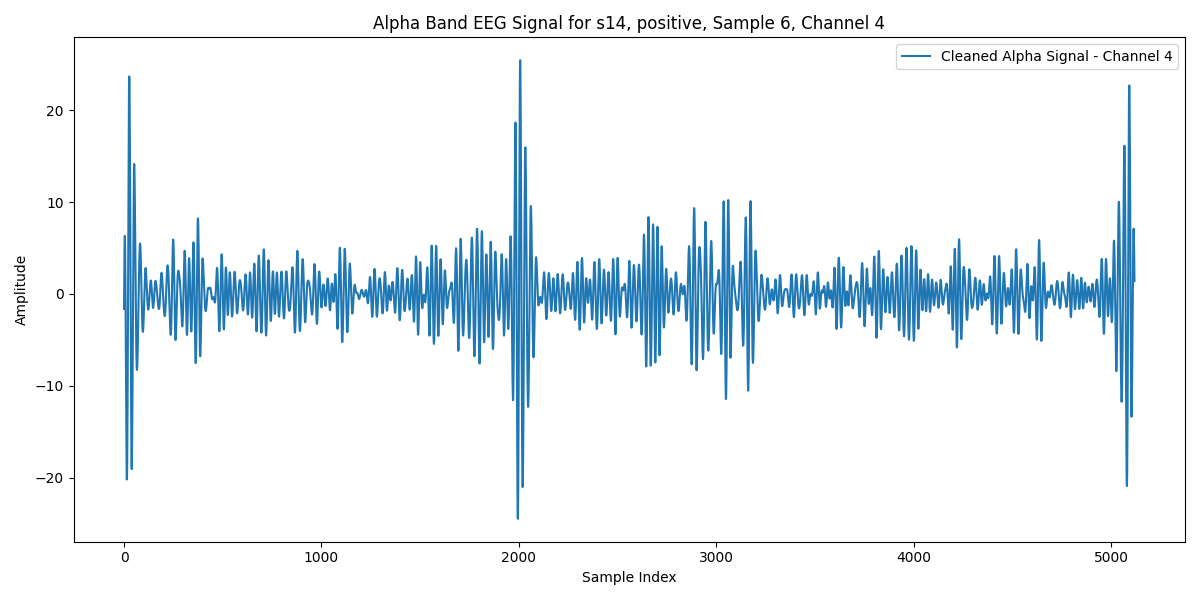 Alpha Band EEG Signal for s14, positive, Sample 6, Channel 4
Cleaned Alpha Signal - Channel 4
Amplitude
20
10
0
−10
−20
0 1000 2000 3000 4000 5000
Sample Index